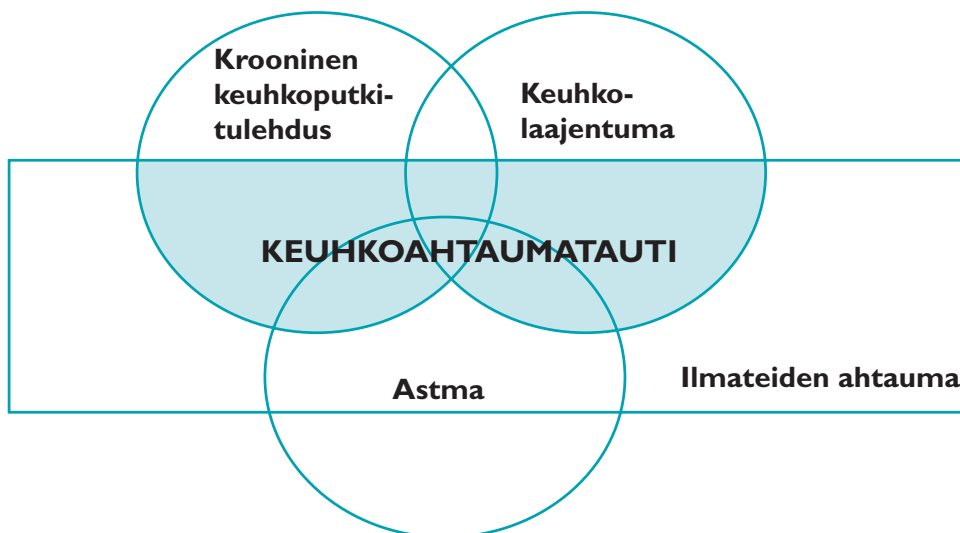 Krooninen
keuhkoputki-
tulehdus
Keuhko-
laajentuma
KEUHKOAHTAUMATAUTI
Astma
Ilmateiden ahtauma